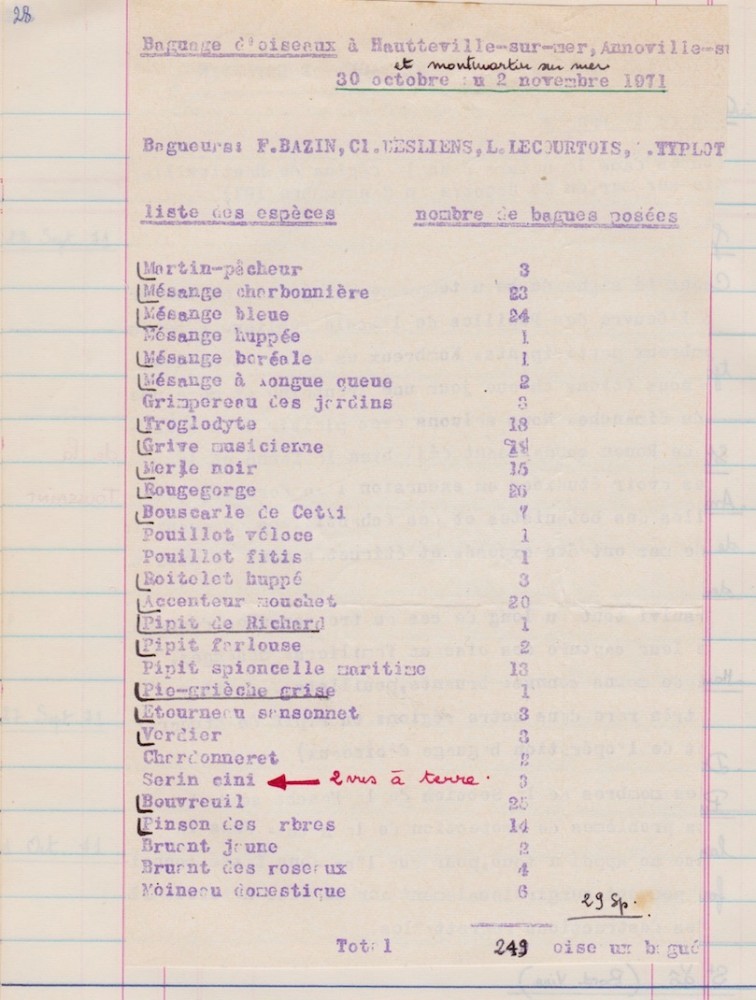 28
Baguage d'oiseaux à Hautteville-sur-mer, Annoville-s
et montmartin sur mer
30 octobre au 2 novembre 1971
Bagueurs: F.BAZIN, Cl.DESLIENS, L.LECOURTOIS, .TYPLOT
liste des espèces nombre de bagues posées
Martin-pêcheur 3
Mésange charbonnière 23
Mésange bleue 24
Mésange huppée 1
Mésange boréale 1
Mésange à longue queue 2
Grimpereau des jardins
Troglodyte 18
Grive musicienne
Merle noir 15
Rougegorge 26
Bouscarle de Cetti 7
Pouillot véloce 1
Pouillot fitis 1
Roitelet huppé 3
Accenteur mouchet 20
Pipit de Richard 1
Pipit farlouse 2
Pipit spioncelle maritime 13
Pie-grièche grise 1
Etourneau sansonnet 3
Verdier 3
Chardonneret
Serin cini ← 2 vus à terre. 3
Bouvreuil 25
Pinson des arbres 14
Bruant jaune 2
Bruant des roseaux 4
Moineau domestique 6
29 Sp.
Total 249 oiseaux bagué